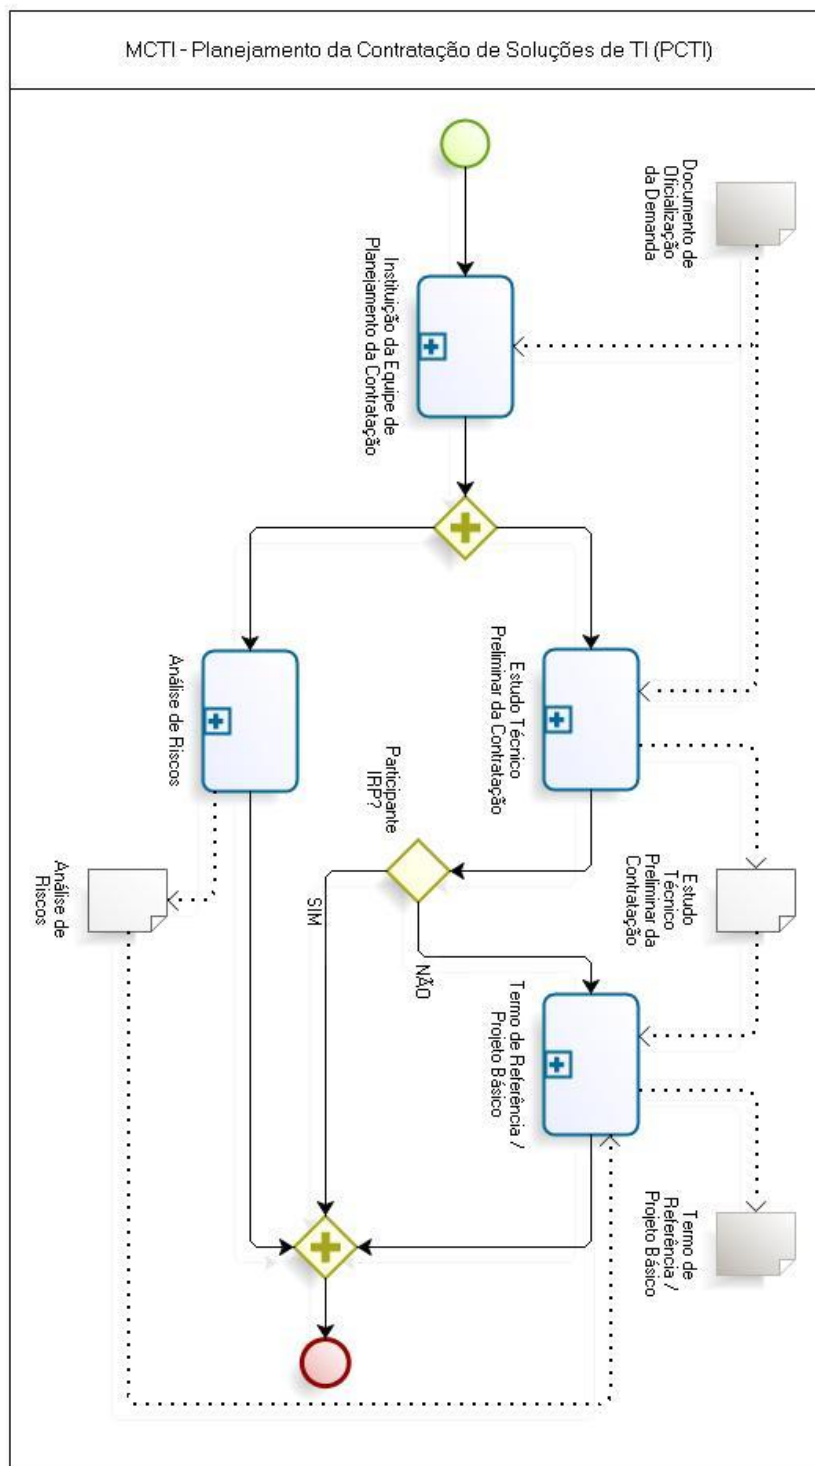 MCTI - Planejamento da Contratação de Soluções de TI (PCTI)
Documento de
Oficialização
da Demanda
Instituição da Equipe de
Planejamento da Contratação
Estudo Técnico
Preliminar da Contratação
Análise de Riscos
Participante
IRP?
SIM
NÃO
Estudo
Técnico
Preliminar da
Contratação
Análise de
Riscos
Termo de Referência /
Projeto Básico
Termo de
Referência /
Projeto Básico